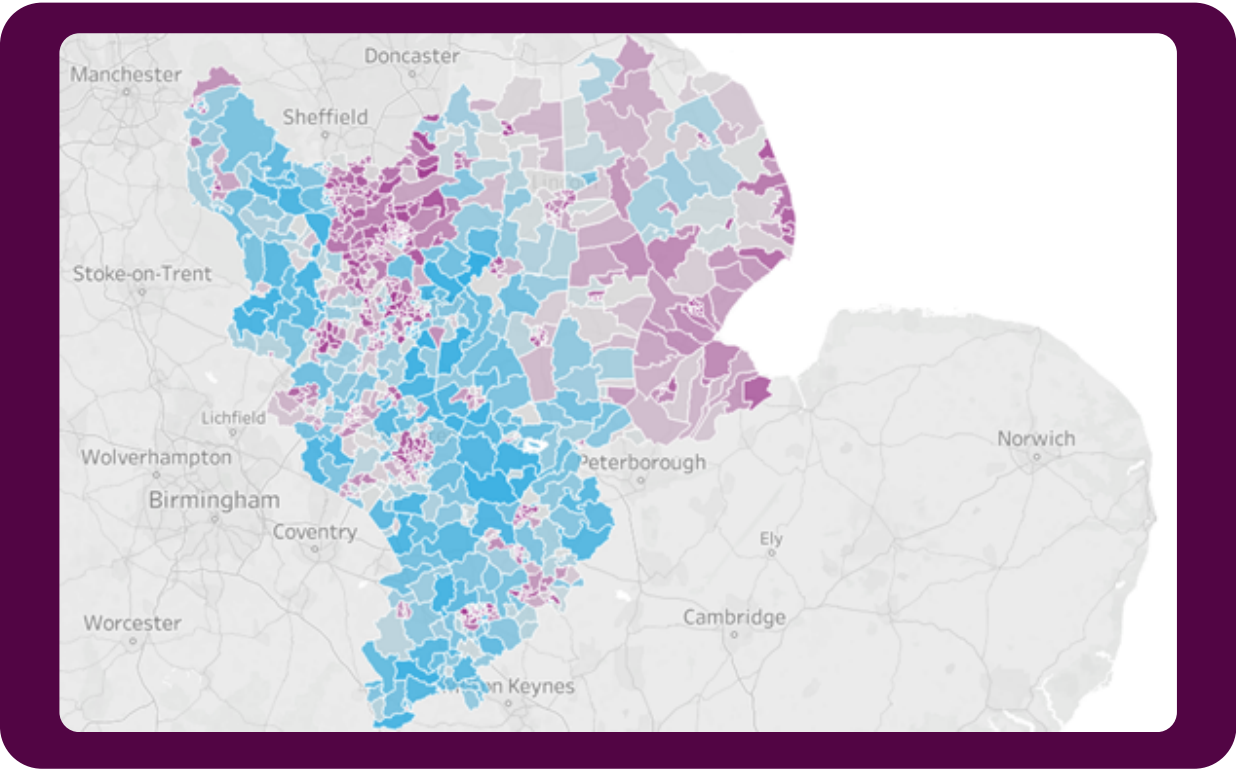 Doncaster
Manchester
Sheffield
Stoke-on-Trent
Lichfield
Norwich
Wolverhampton
Peterborough
Birmingham
Coventry
Ely
Cambridge
Worcester
Keynes